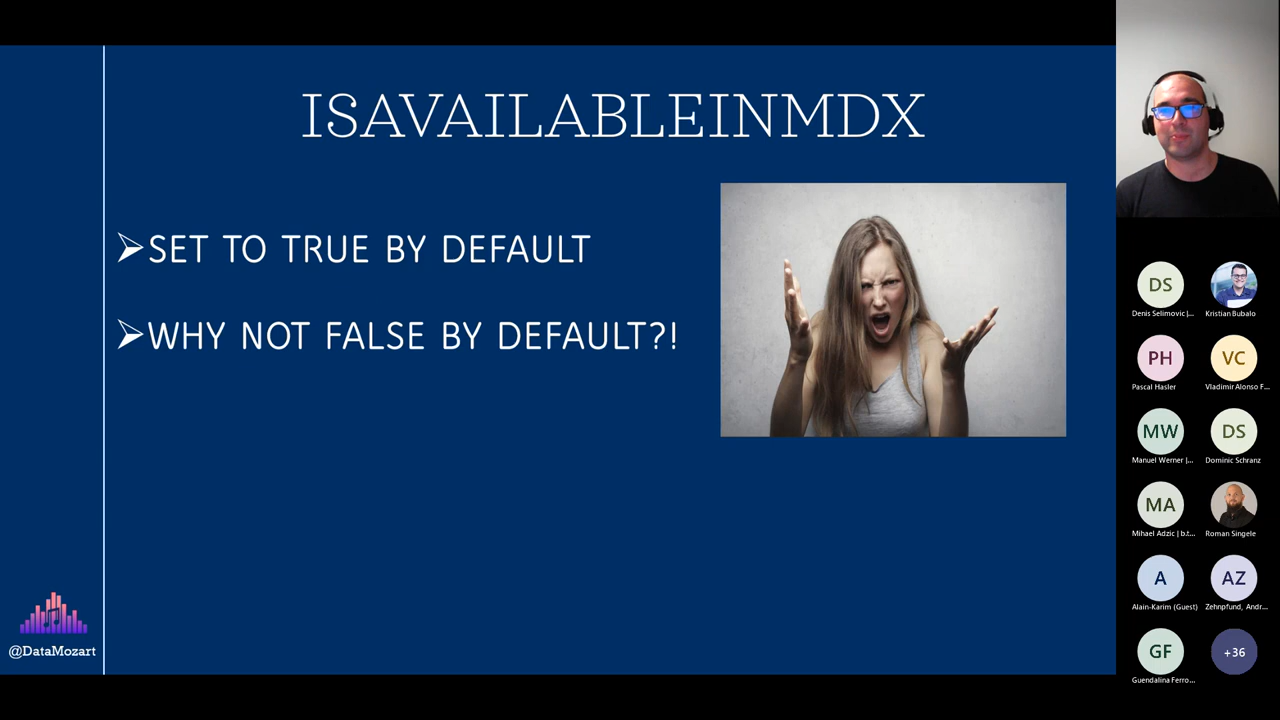 ISAVAILABLEINMDX
➢SET TO TRUE BY DEFAULT
➢WHY NOT FALSE BY DEFAULT?!
@DataMozart
DS
Denis Selimovic |...
Kristian Bubalo
PH
Pascal Hasler
VC
Vladimir Alonso F...
MW
Manuel Werner |...
DS
Dominic Schranz
MA
Mihael Adzic | b.t...
Roman Singele
A
Alain-Karim (Guest)
AZ
Zehnpfund, Andr...
GF
Guendalina Ferro...
+36